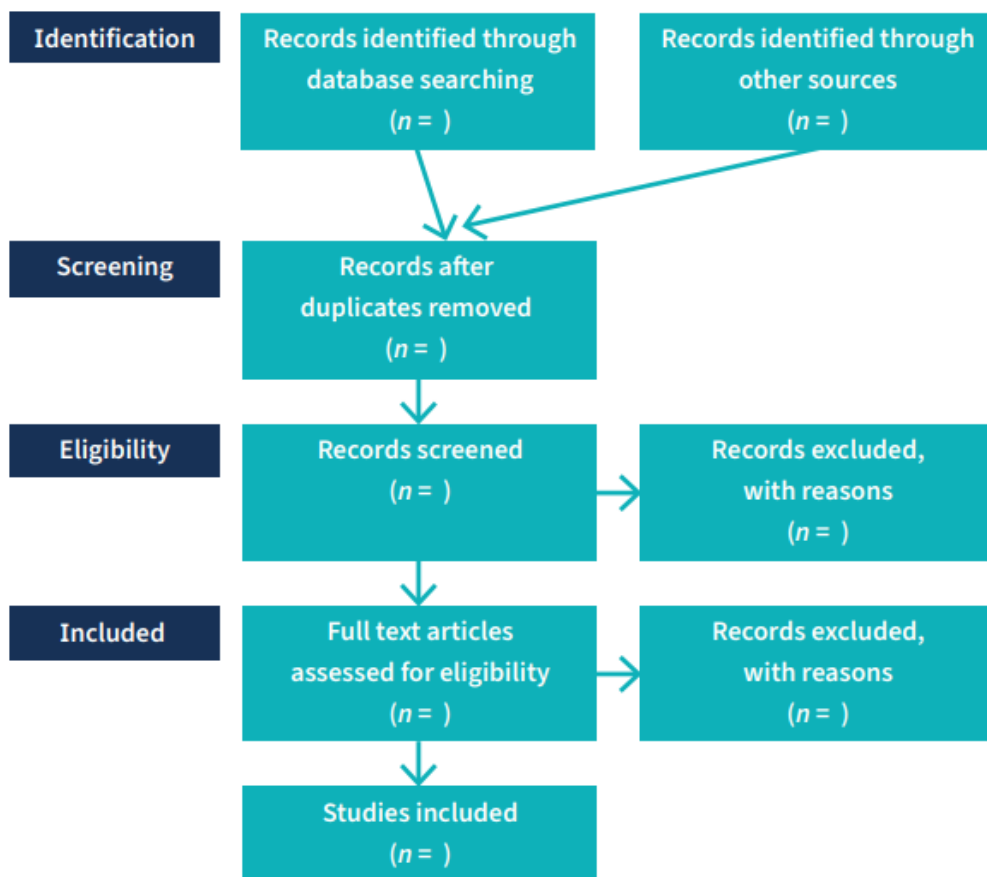 Identification
Records identified through
database searching
(n = )
Records identified through
other sources
(n = )
Screening
Records after
duplicates removed
(n = )
Eligibility
Records screened
(n = )
Records excluded,
with reasons
(n = )
Included
Full text articles
assessed for eligibility
(n = )
Records excluded,
with reasons
(n = )
Studies included
(n = )